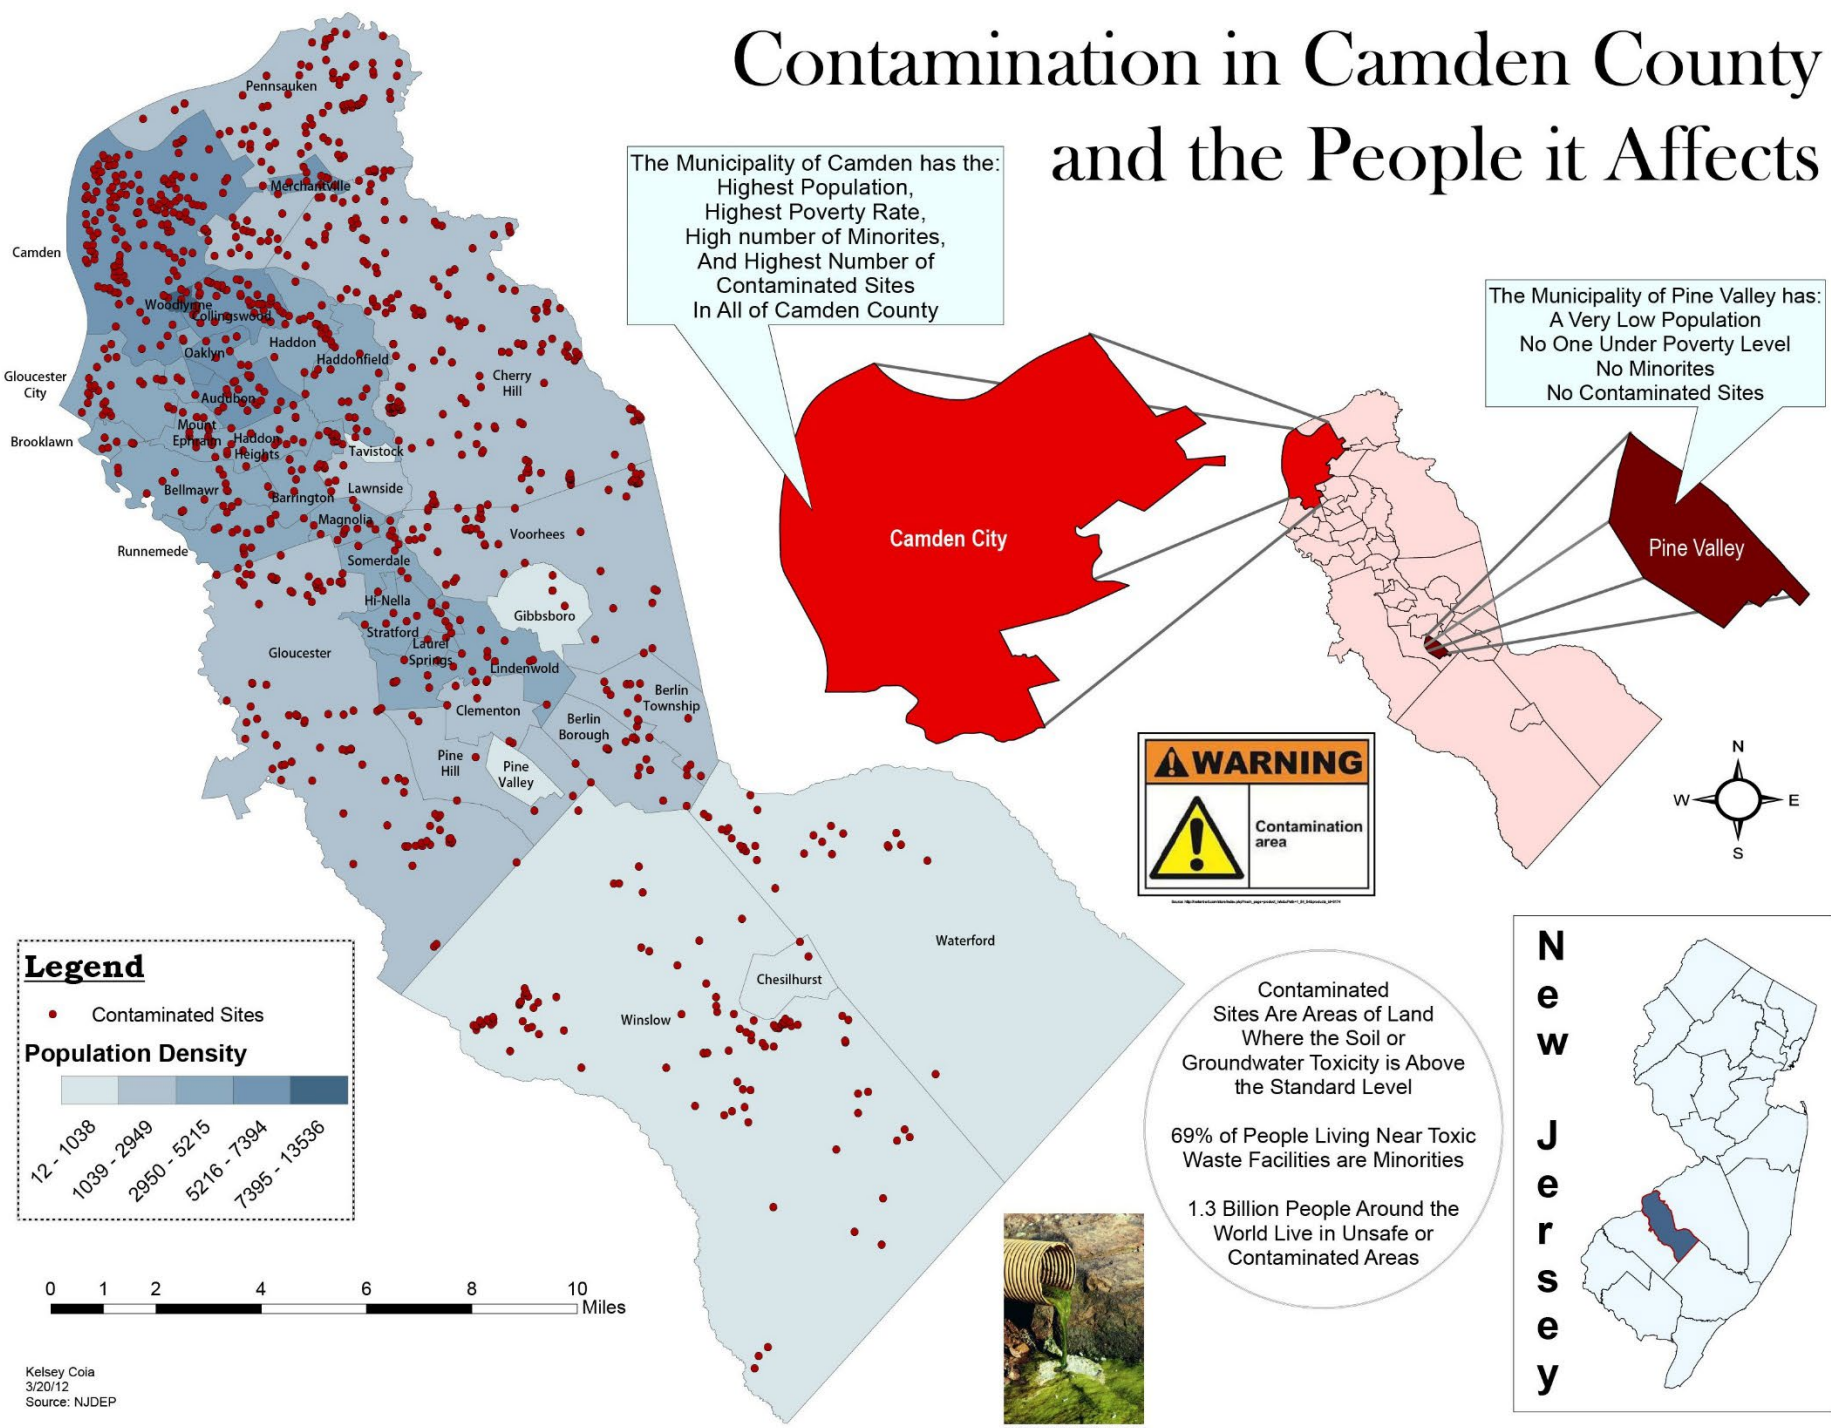 Contamination in Camden County
and the People it Affects
The Municipality of Camden has the:
Highest Population,
Highest Poverty Rate,
High number of Minorites,
And Highest Number of
Contaminated Sites
In All of Camden County
The Municipality of Pine Valley has:
A Very Low Population
No One Under Poverty Level
No Minorites
No Contaminated Sites
Pennsauken
Merchantville
Camden
Woodlynne
Collingswood
Oaklyn
Haddon
Haddonfield
Gloucester
City
Cherry
Hill
Audubon
Mount
Ephraim
Haddon
Heights
Brooklawn
Tavistock
Bellmawr
Barrington
Lawnside
Magnolia
Voorhees
Runnemede
Somerdale
Hi-Nella
Gibbsboro
Stratford
Laurel
Springs
Gloucester
Lindenwold
Berlin
Township
Clementon
Berlin
Borough
Pine
Hill
Pine
Valley
Waterford
Chesilhurst
Winslow
Camden City
Pine Valley
WARNING
Contamination
area
N
W
E
S
Legend
Contaminated Sites
Population Density
12 - 1038
1039 - 2949
2950 - 5215
5216 - 7394
7395 - 13536
0 1 2 4 6 8 10
Miles
Kelsey Coia
3/20/12
Source: NJDEP
Contaminated
Sites Are Areas of Land
Where the Soil or
Groundwater Toxicity is Above
the Standard Level
69% of People Living Near Toxic
Waste Facilities are Minorities
1.3 Billion People Around the
World Live in Unsafe or
Contaminated Areas
New Jersey